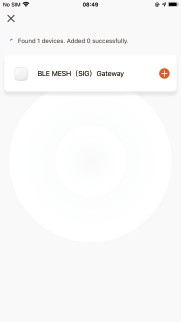 No SIM 08:49
Found 1 devices. Added 0 successfully.
BLE MESH（SIG）Gateway